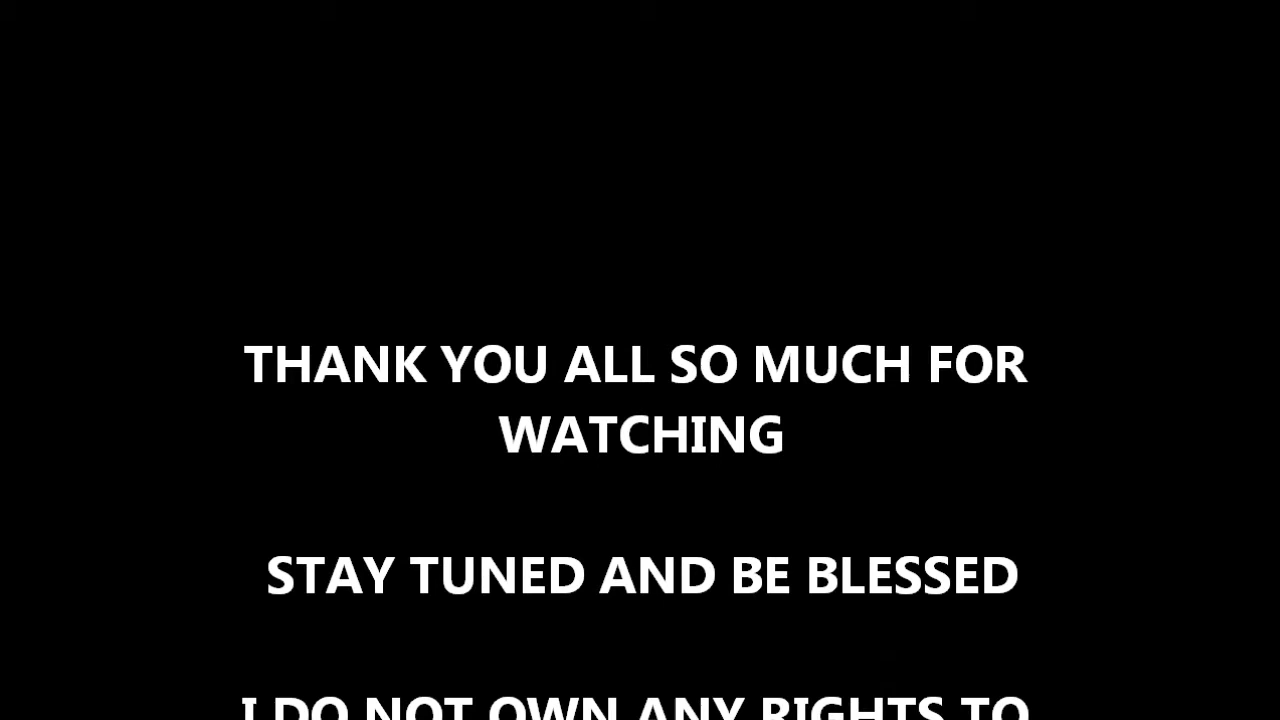 THANK YOU ALL SO MUCH FOR
WATCHING
STAY TUNED AND BE BLESSED
I DO NOT OWN ANY RIGHTS TO